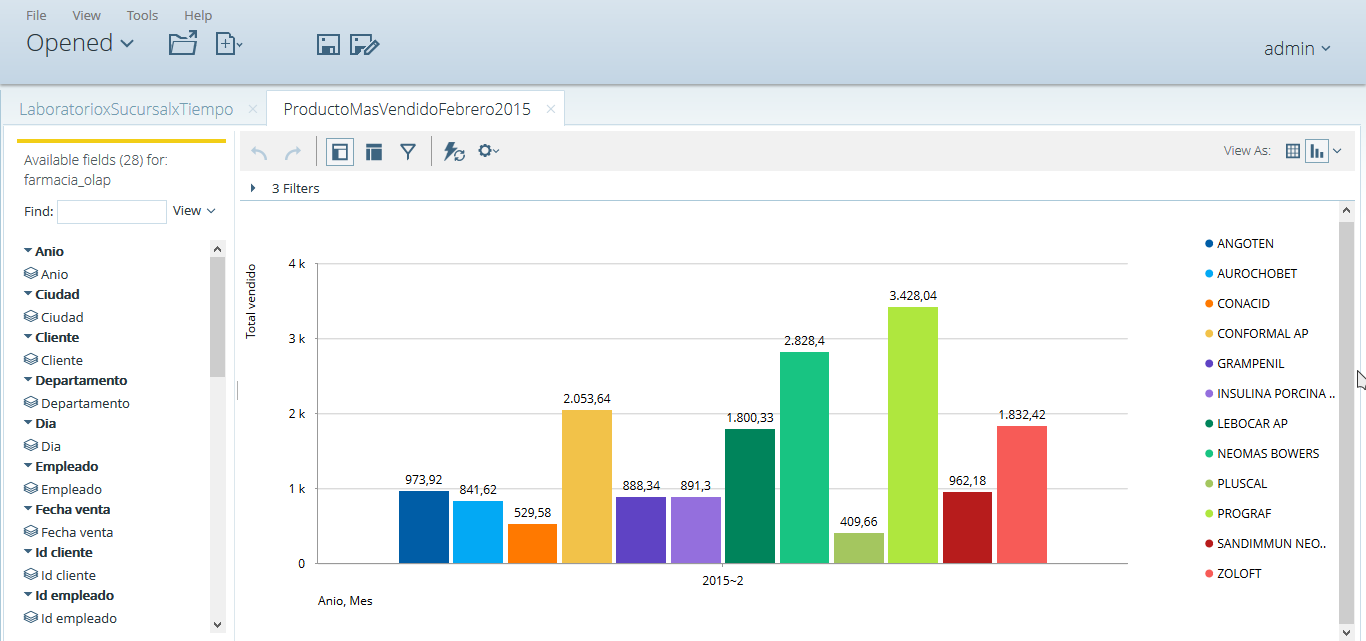 File View Tools Help
Opened
admin
LaboratorioxSucursalxTiempo × ProductoMasVendidoFebrero2015 ×
Available fields (28) for:
farmacia_olap
Find: View
Anio
Anio
Ciudad
Ciudad
Cliente
Cliente
Departamento
Departamento
Dia
Dia
Empleado
Empleado
Fecha venta
Fecha venta
Id cliente
Id cliente
Id empleado
Id empleado
View As:
3 Filters
Total vendido
4 k
3 k
2 k
1 k
0
973,92
841,62
529,58
2.053,64
888,34
891,3
1.800,33
2.828,4
409,66
3.428,04
962,18
1.832,42
2015~2
Anio, Mes
ANGOTEN
AUROCHOBET
CONACID
CONFORMAL AP
GRAMPENIL
INSULINA PORCINA ..
LEBOCAR AP
NEOMAS BOWERS
PLUSCAL
PROGRAF
SANDIMMUN NEO..
ZOLOFT